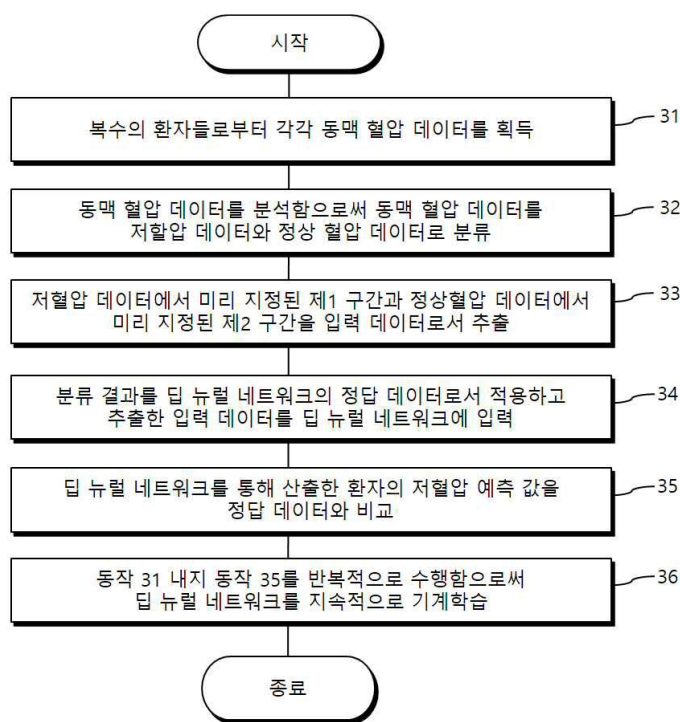 시작
복수의 환자들로부터 각각 동맥 혈압 데이터를 획득
31
동맥 혈압 데이터를 분석함으로써 동맥 혈압 데이터를
저할압 데이터와 정상 혈압 데이터로 분류
32
저혈압 데이터에서 미리 지정된 제1 구간과 정상혈압 데이터에서
미리 지정된 제2 구간을 입력 데이터로서 추출
33
분류 결과를 딥 뉴럴 네트워크의 정답 데이터로서 적용하고
추출한 입력 데이터를 딥 뉴럴 네트워크에 입력
34
딥 뉴럴 네트워크를 통해 산출한 환자의 저혈압 예측 값을
정답 데이터와 비교
35
동작 31 내지 동작 35를 반복적으로 수행함으로써
딥 뉴럴 네트워크를 지속적으로 기계학습
36
종료